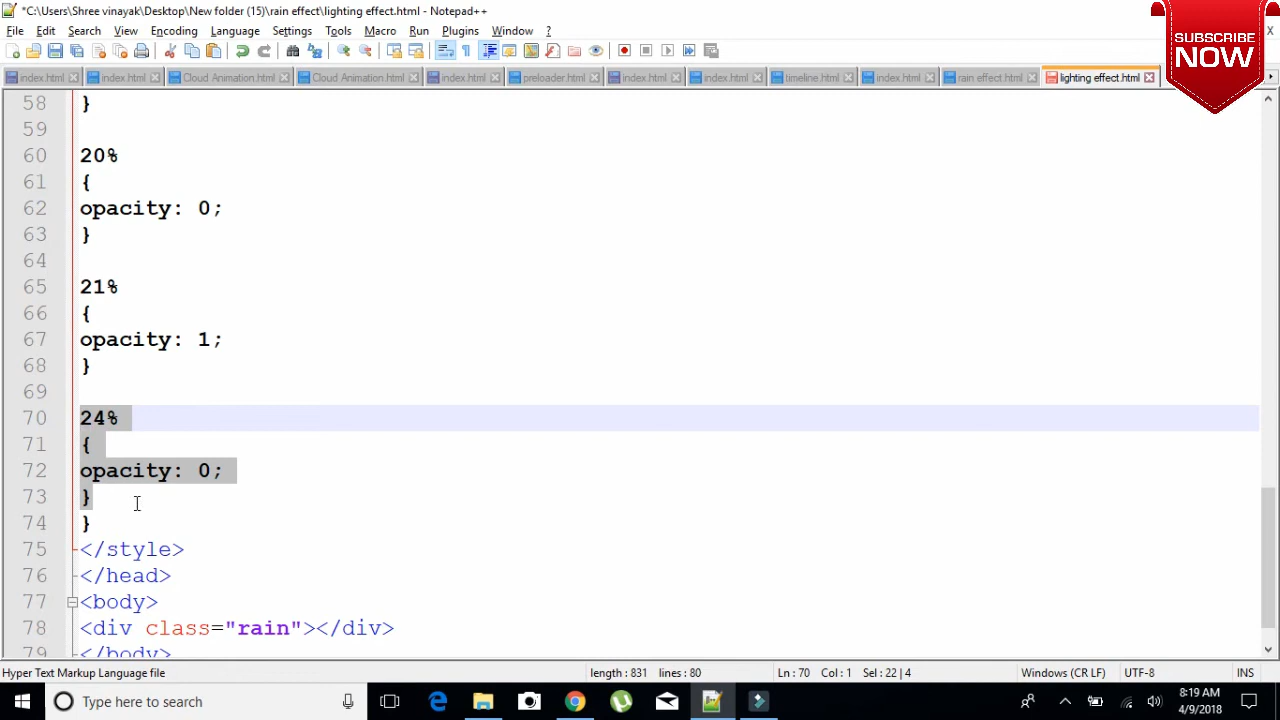 *C:\Users\Shree vinayak\Desktop\New folder (15)\rain effect\lighting effect.html - Notepad++
File Edit Search View Encoding Language Settings Tools Macro Run Plugins Window ?
X
SUBSCRIBE
NOW
index.html index.html Cloud Animation.html Cloud Animation.html index.html preloader.html index.html index.html timeline.html index.html rain effect.html lighting effect.html
58 }
59
60 20%
61 {
62 opacity: 0;
63 }
64
65 21%
66 {
67 opacity: 1;
68 }
69
70 24%
71 {
72 opacity: 0;
73 }
74 }
75 </style>
76 </head>
77 <body>
78 <div class="rain"></div>
79 </body>
Hyper Text Markup Language file length : 831 lines : 80 Ln : 70 Col : 1 Sel : 22 | 4 Windows (CR LF) UTF-8 INS
Type here to search
8:19 AM
4/9/2018